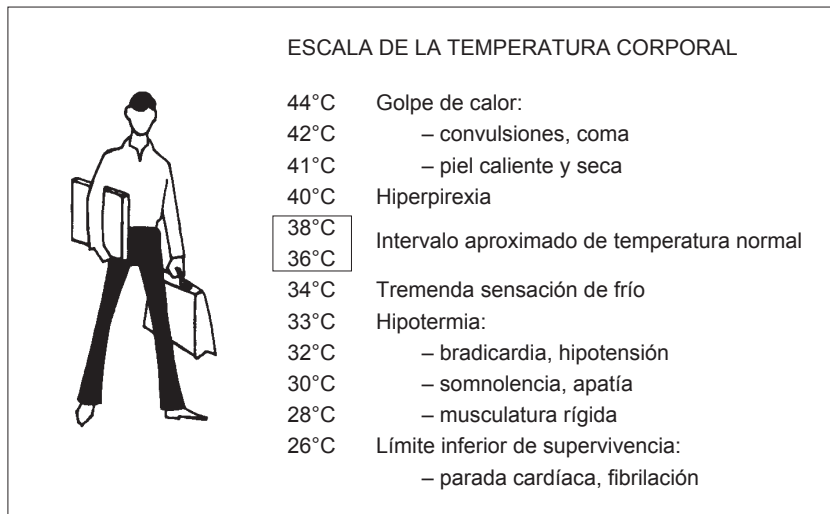 ESCALA DE LA TEMPERATURA CORPORAL
44°C Golpe de calor:
42°C – convulsiones, coma
41°C – piel caliente y seca
40°C Hiperpirexia
38°C
Intervalo aproximado de temperatura normal
36°C
34°C Tremenda sensación de frío
33°C Hipotermia:
32°C – bradicardia, hipotensión
30°C – somnolencia, apatía
28°C – musculatura rígida
26°C Límite inferior de supervivencia:
– parada cardíaca, fibrilación